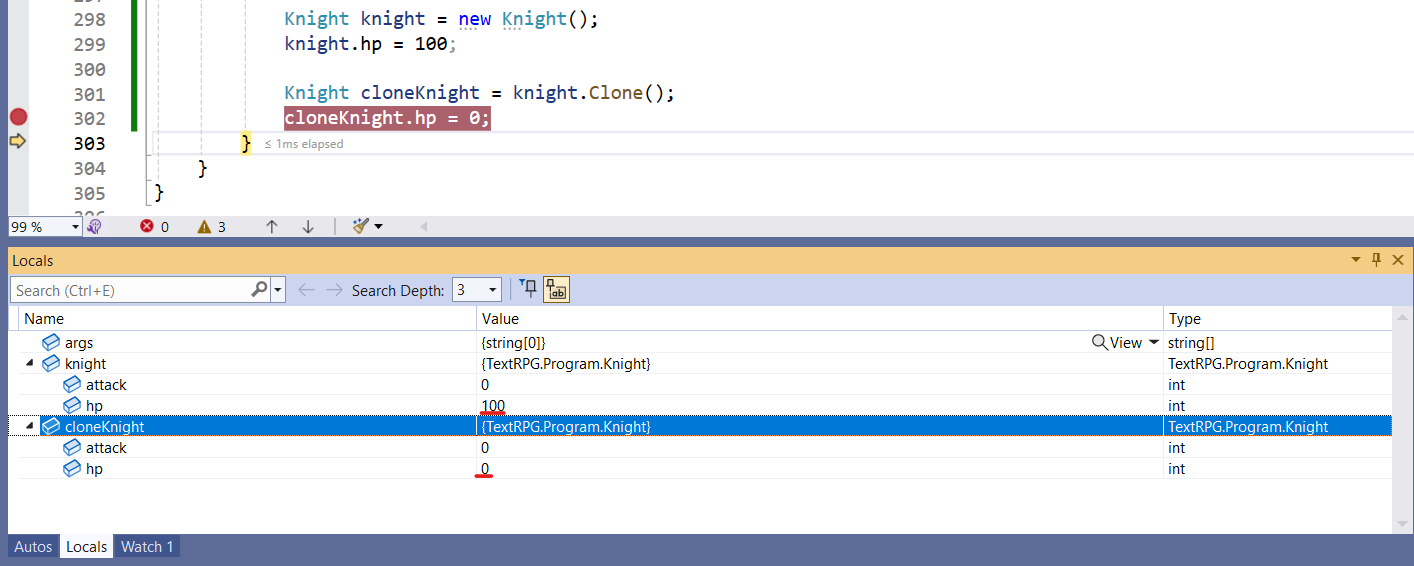 298 Knight knight = new Knight();
299 knight.hp = 100;
300
301 Knight cloneKnight = knight.Clone();
302 cloneKnight.hp = 0;
303 } ≤ 1ms elapsed
304 }
305 }
99 % 0 3
Locals
Search (Ctrl+E) Search Depth: 3
Name Value Type
args {string[0]} View string[]
knight {TextRPG.Program.Knight} TextRPG.Program.Knight
attack 0 int
hp 100 int
cloneKnight {TextRPG.Program.Knight} TextRPG.Program.Knight
attack 0 int
hp 0 int
Autos Locals Watch 1